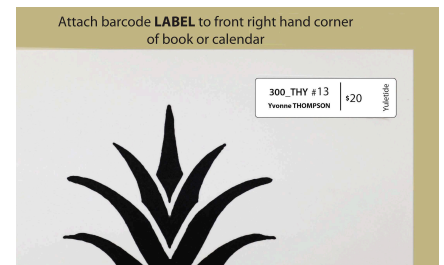 Attach barcode LABEL to front right hand corner
of book or calendar
300_THY #13
Yvonne THOMPSON
$20
Yuletide